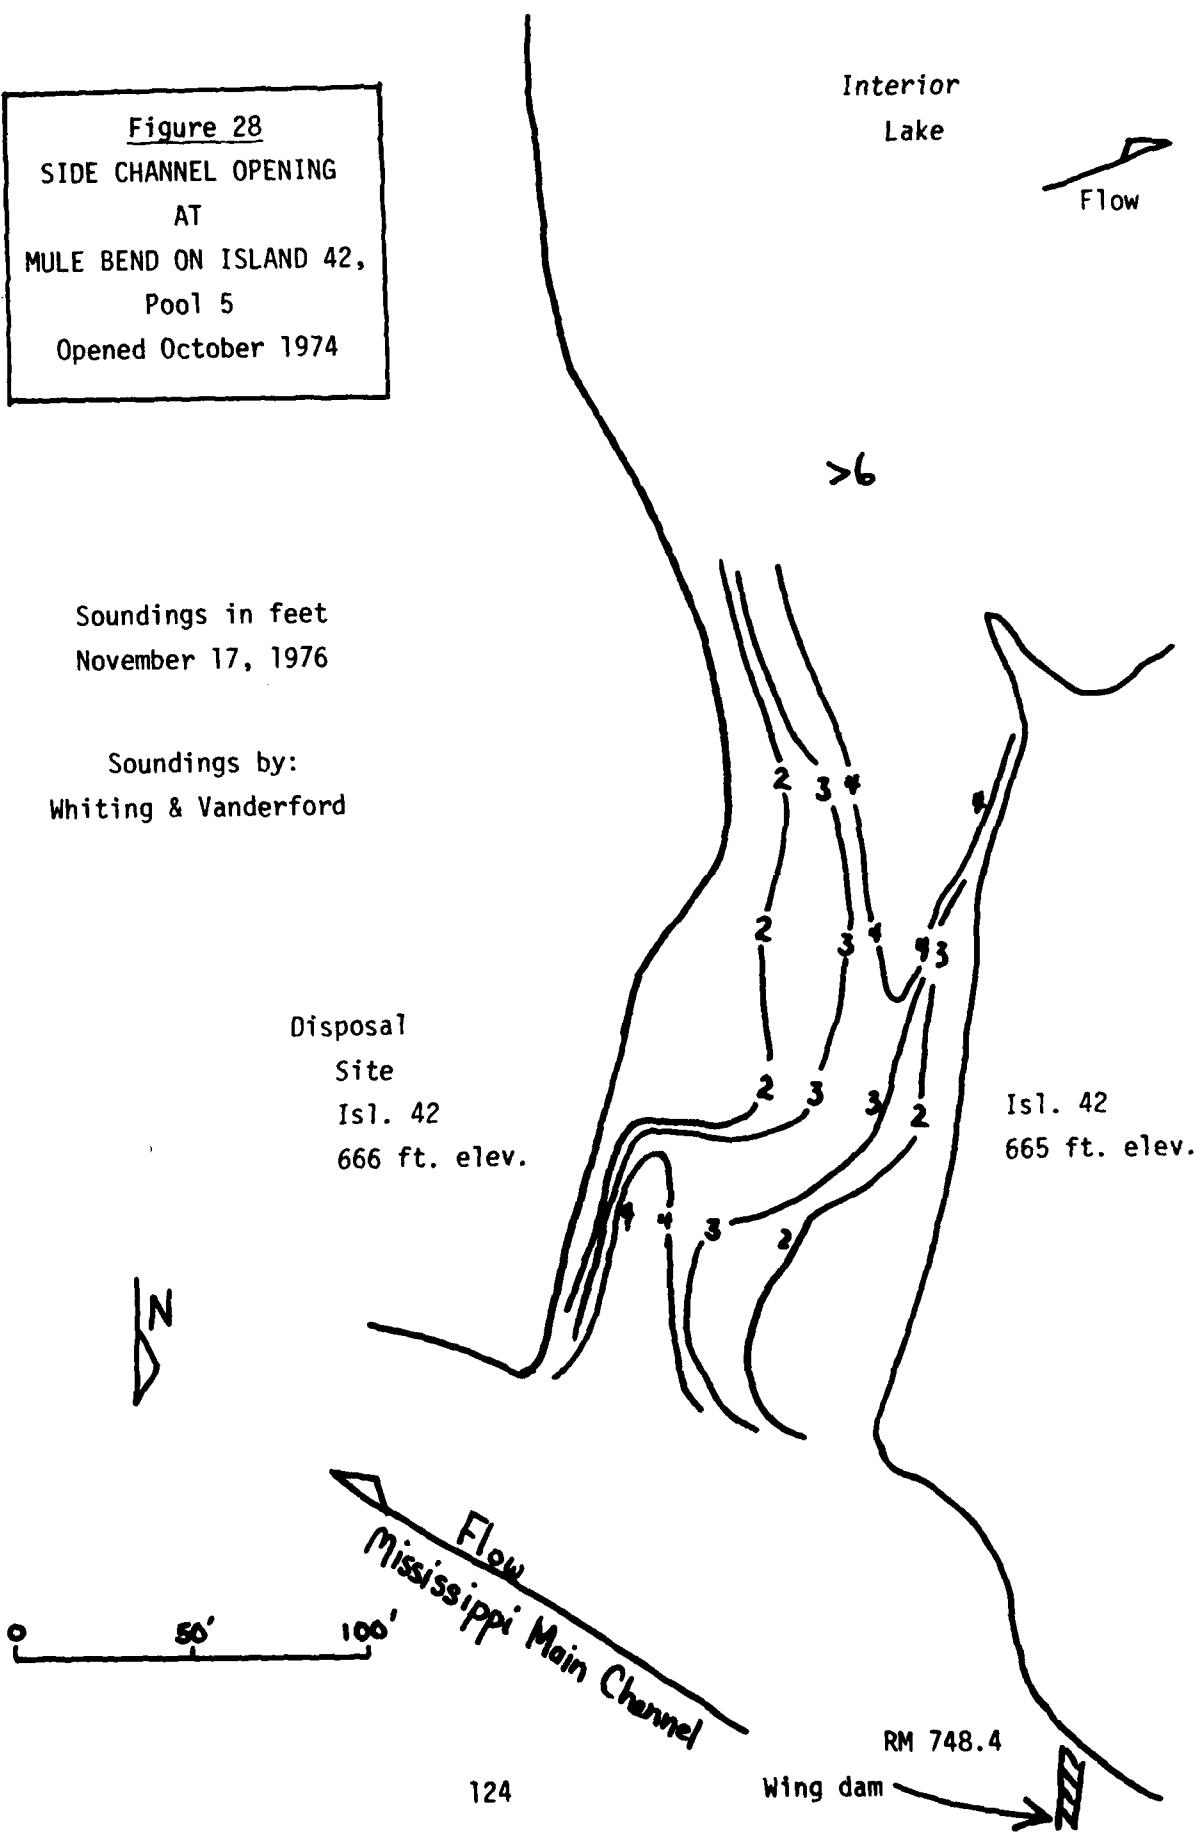 Figure 28
SIDE CHANNEL OPENING
AT
MULE BEND ON ISLAND 42,
Pool 5
Opened October 1974
Interior
Lake
Flow
>6
Soundings in feet
November 17, 1976
Soundings by:
Whiting & Vanderford
2 3 4
4
2 3 4 4 3
Disposal
Site
Isl. 42
666 ft. elev.
2 3 3 2
Isl. 42
665 ft. elev.
4 4 3 2
N
Flow
Mississippi Main Channel
0 50' 100'
RM 748.4
Wing dam
124